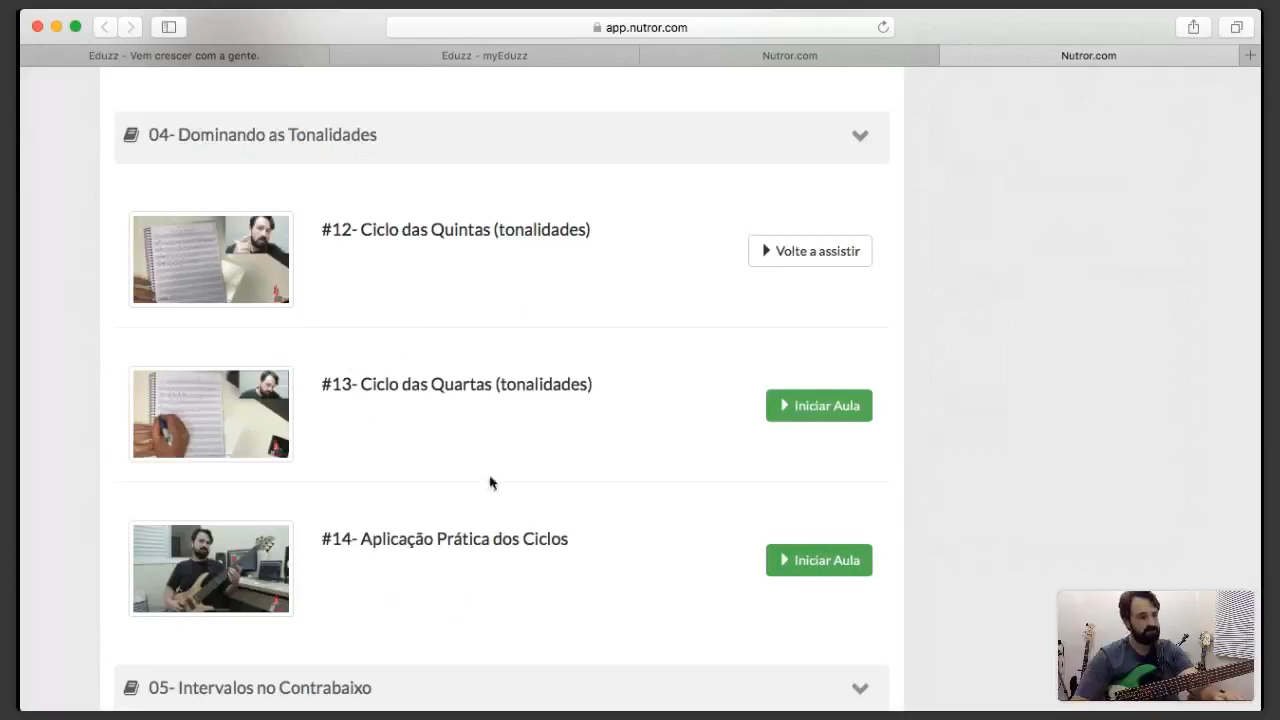 app.nutror.com
Eduzz - Vem crescer com a gente.
Eduzz - myEduzz
Nutror.com
Nutror.com
04- Dominando as Tonalidades
#12- Ciclo das Quintas (tonalidades)
Volte a assistir
#13- Ciclo das Quartas (tonalidades)
Iniciar Aula
#14- Aplicação Prática dos Ciclos
Iniciar Aula
05- Intervalos no Contrabaixo